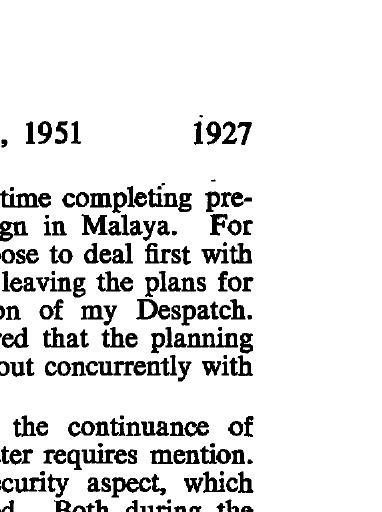 , 1951 1927
time completing pre-
gn in Malaya. For
ose to deal first with
leaving the plans for
on of my Despatch.
ed that the planning
out concurrently with
the continuance of
ter requires mention.
curity aspect, which
d. Both during the